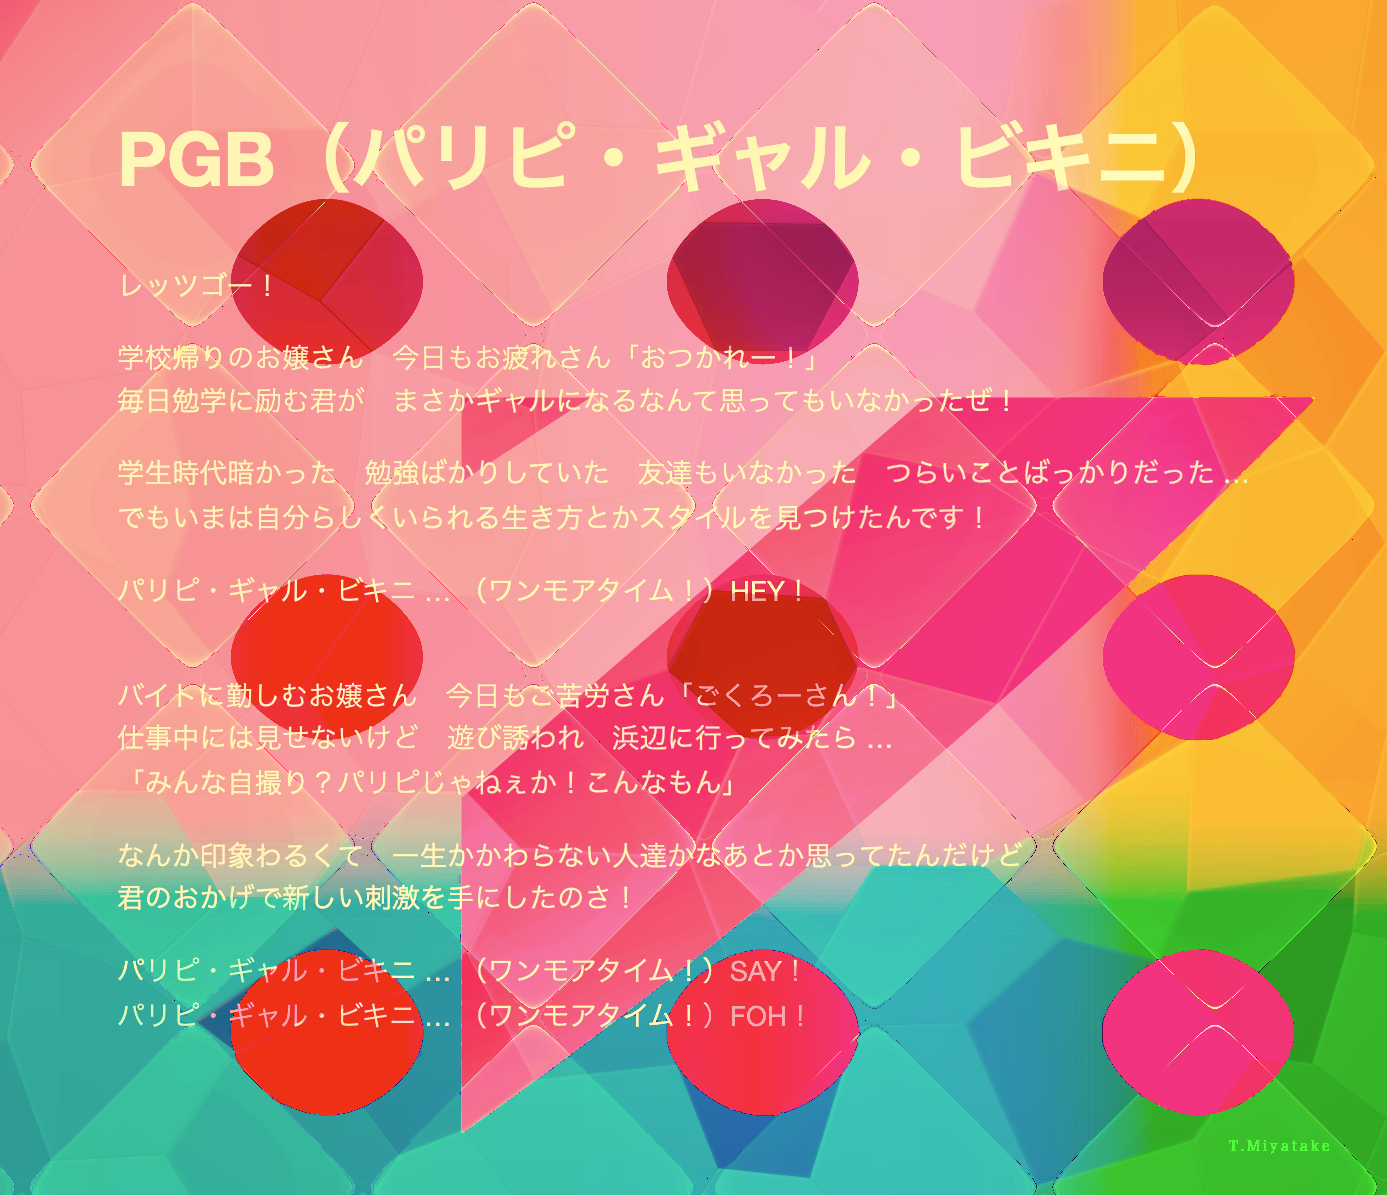 PGB（パリピ・ギャル・ビキニ）
レッツゴー！
学校帰りのお嬢さん　今日もお疲れさん「おつかれー！」
毎日勉学に励む君が　まさかギャルになるなんて思ってもいなかったぜ！
学生時代暗かった　勉強ばかりしていた　友達もいなかった　つらいことばっかりだった …
でもいまは自分らしくいられる生き方とかスタイルを見つけたんです！
パリピ・ギャル・ビキニ … （ワンモアタイム！）HEY！
バイトに勤しむお嬢さん　今日もご苦労さん「ごくろーさん！」
仕事中には見せないけど　遊び誘われ　浜辺に行ってみたら …
「みんな自撮り？パリピじゃねぇか！こんなもん」
なんか印象わるくて　一生かかわらない人達かなあとか思ってたんだけど
君のおかげで新しい刺激を手にしたのさ！
パリピ・ギャル・ビキニ … （ワンモアタイム！）SAY！
パリピ・ギャル・ビキニ … （ワンモアタイム！）FOH！
T.Miyatake